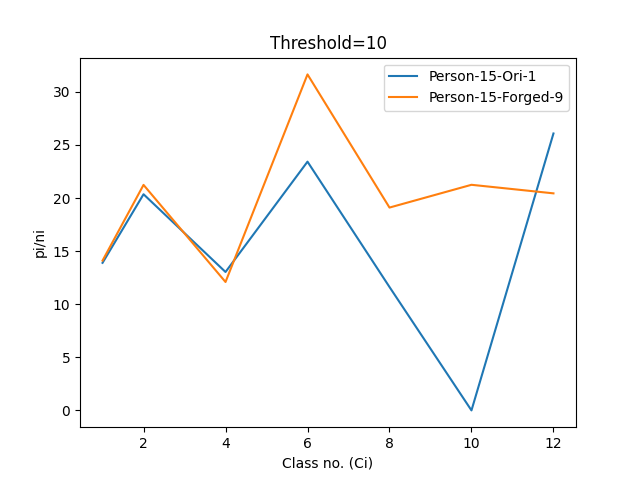 Threshold=10
Person-15-Ori-1
Person-15-Forged-9
pi/ni
30
25
20
15
10
5
0
2 4 6 8 10 12
Class no. (Ci)